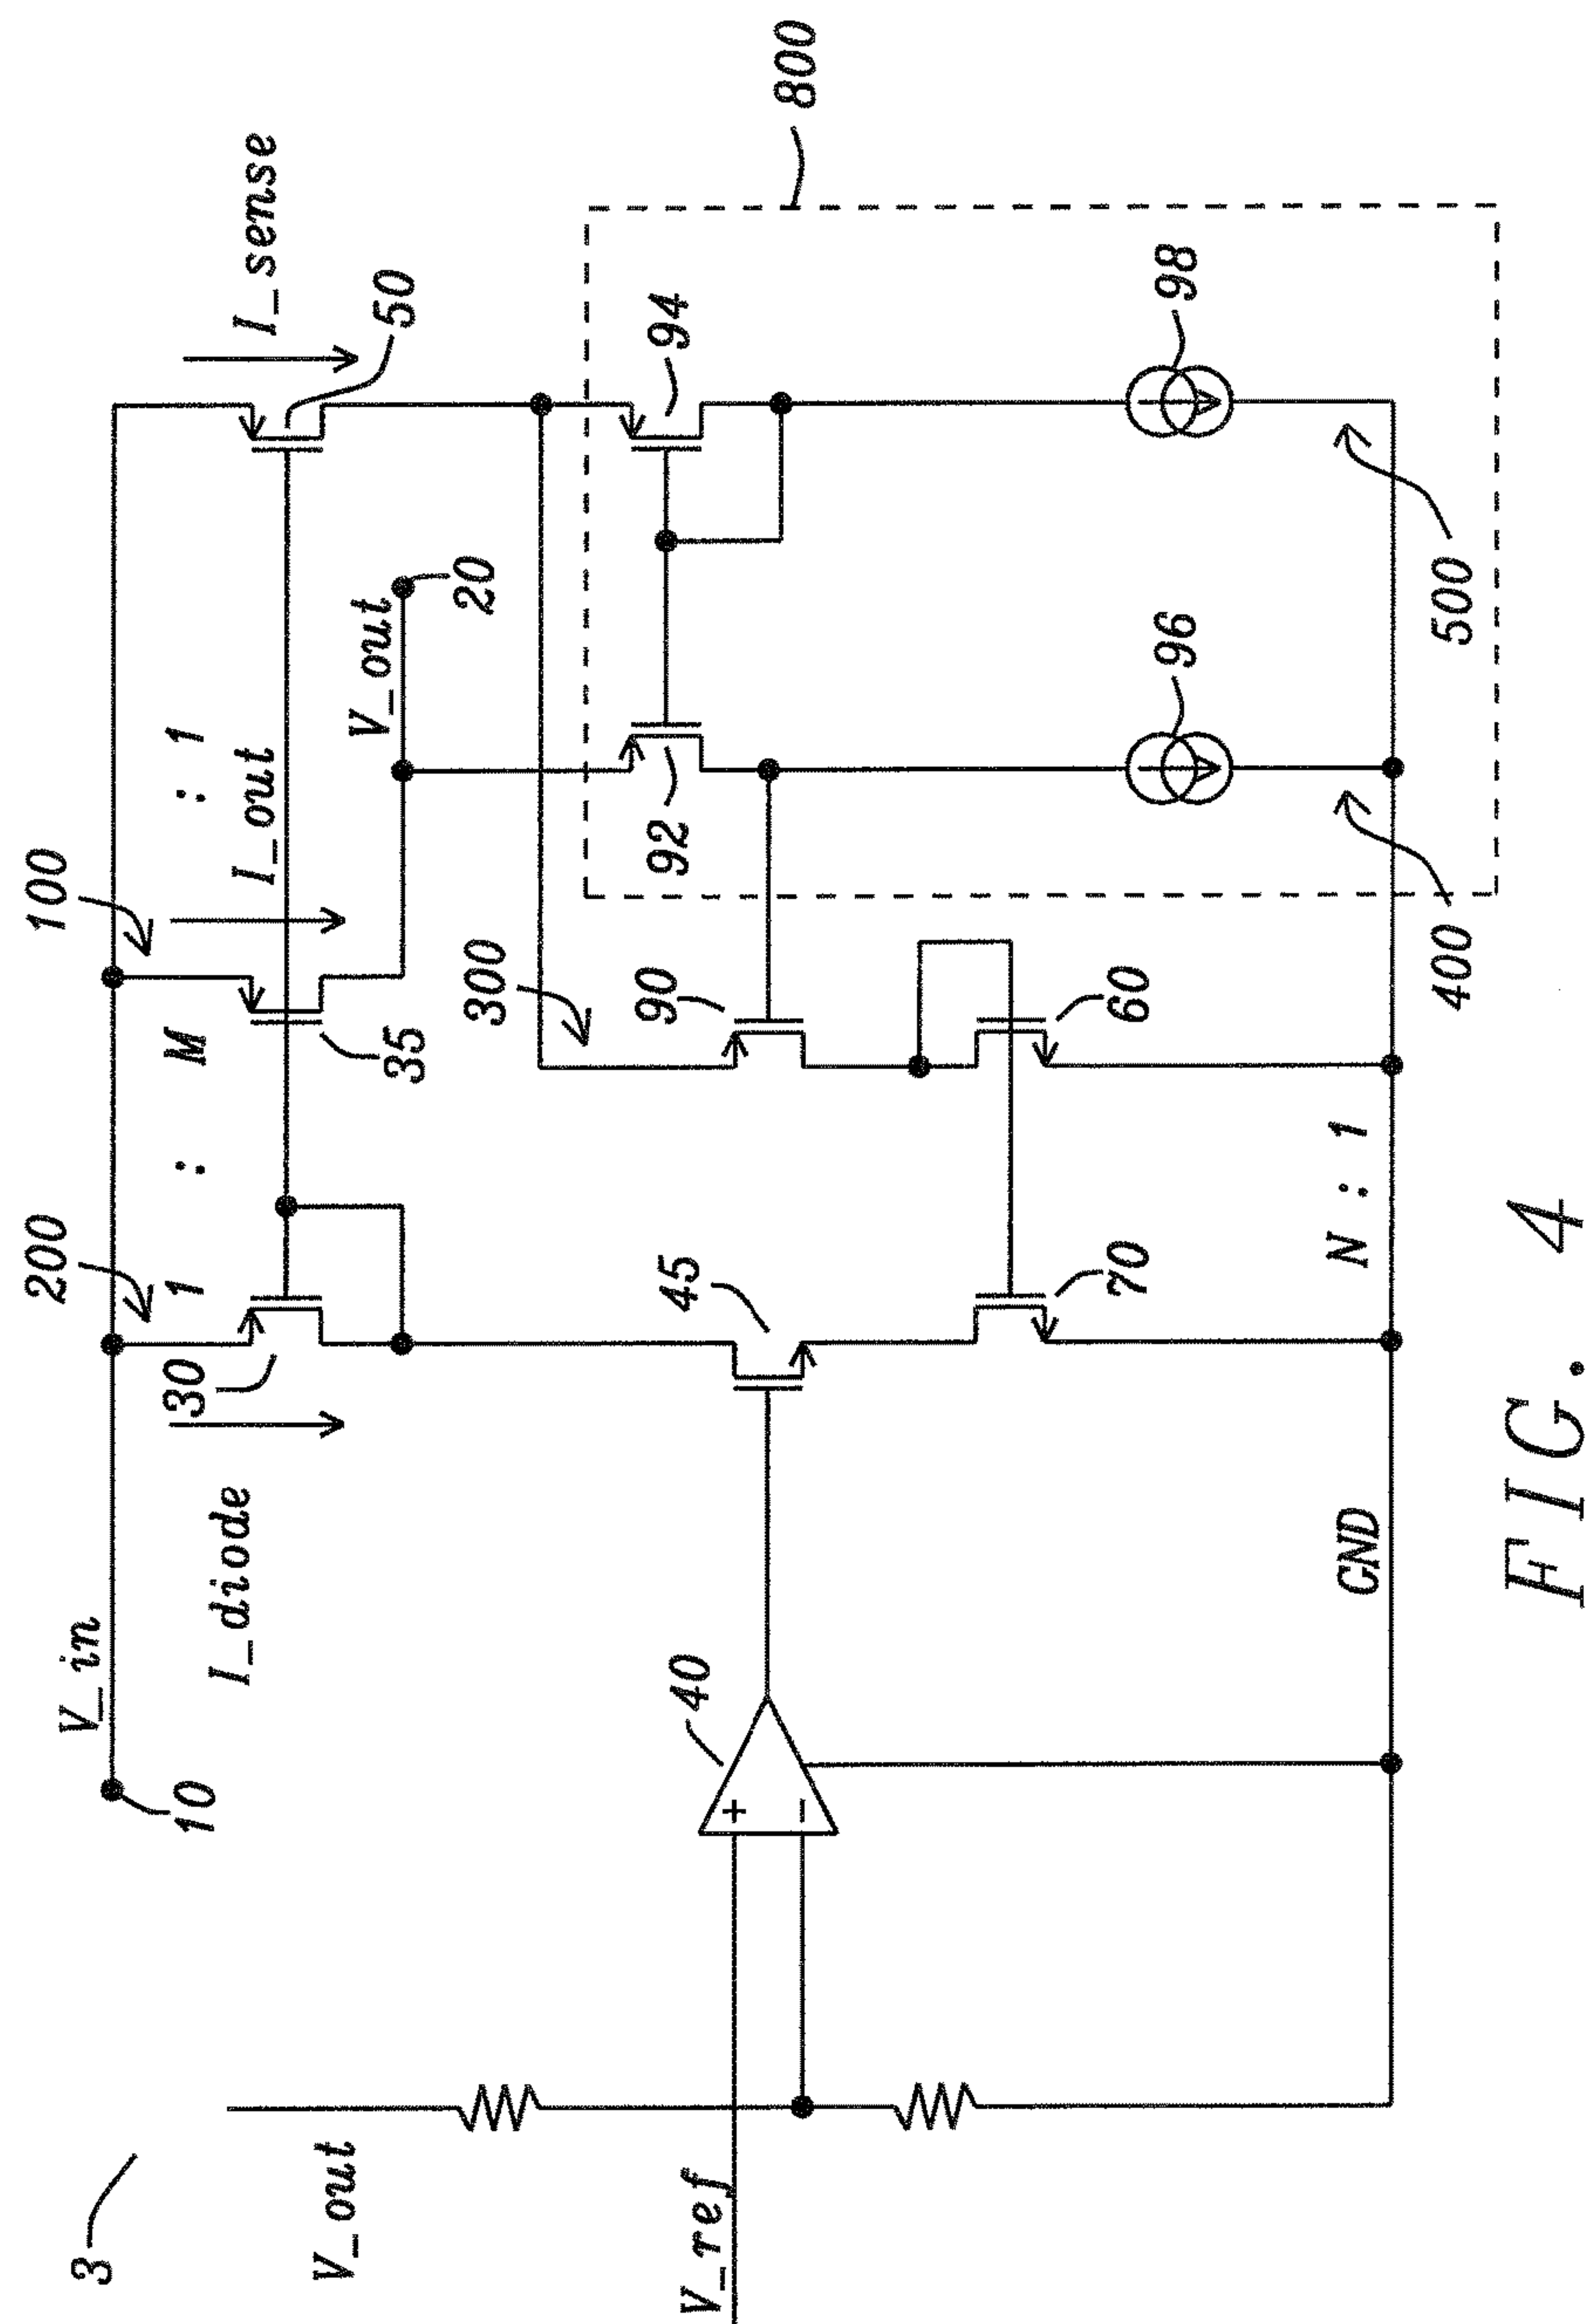 3
V_in
10
200
100
I_diode
30
1 : M : 1
35
I_out
I_sense
50
V_out
V_out
20
300
V_ref
40
45
90
92
94
800
70
60
96
98
GND
N : 1
400
500
+
−
FIG. 4